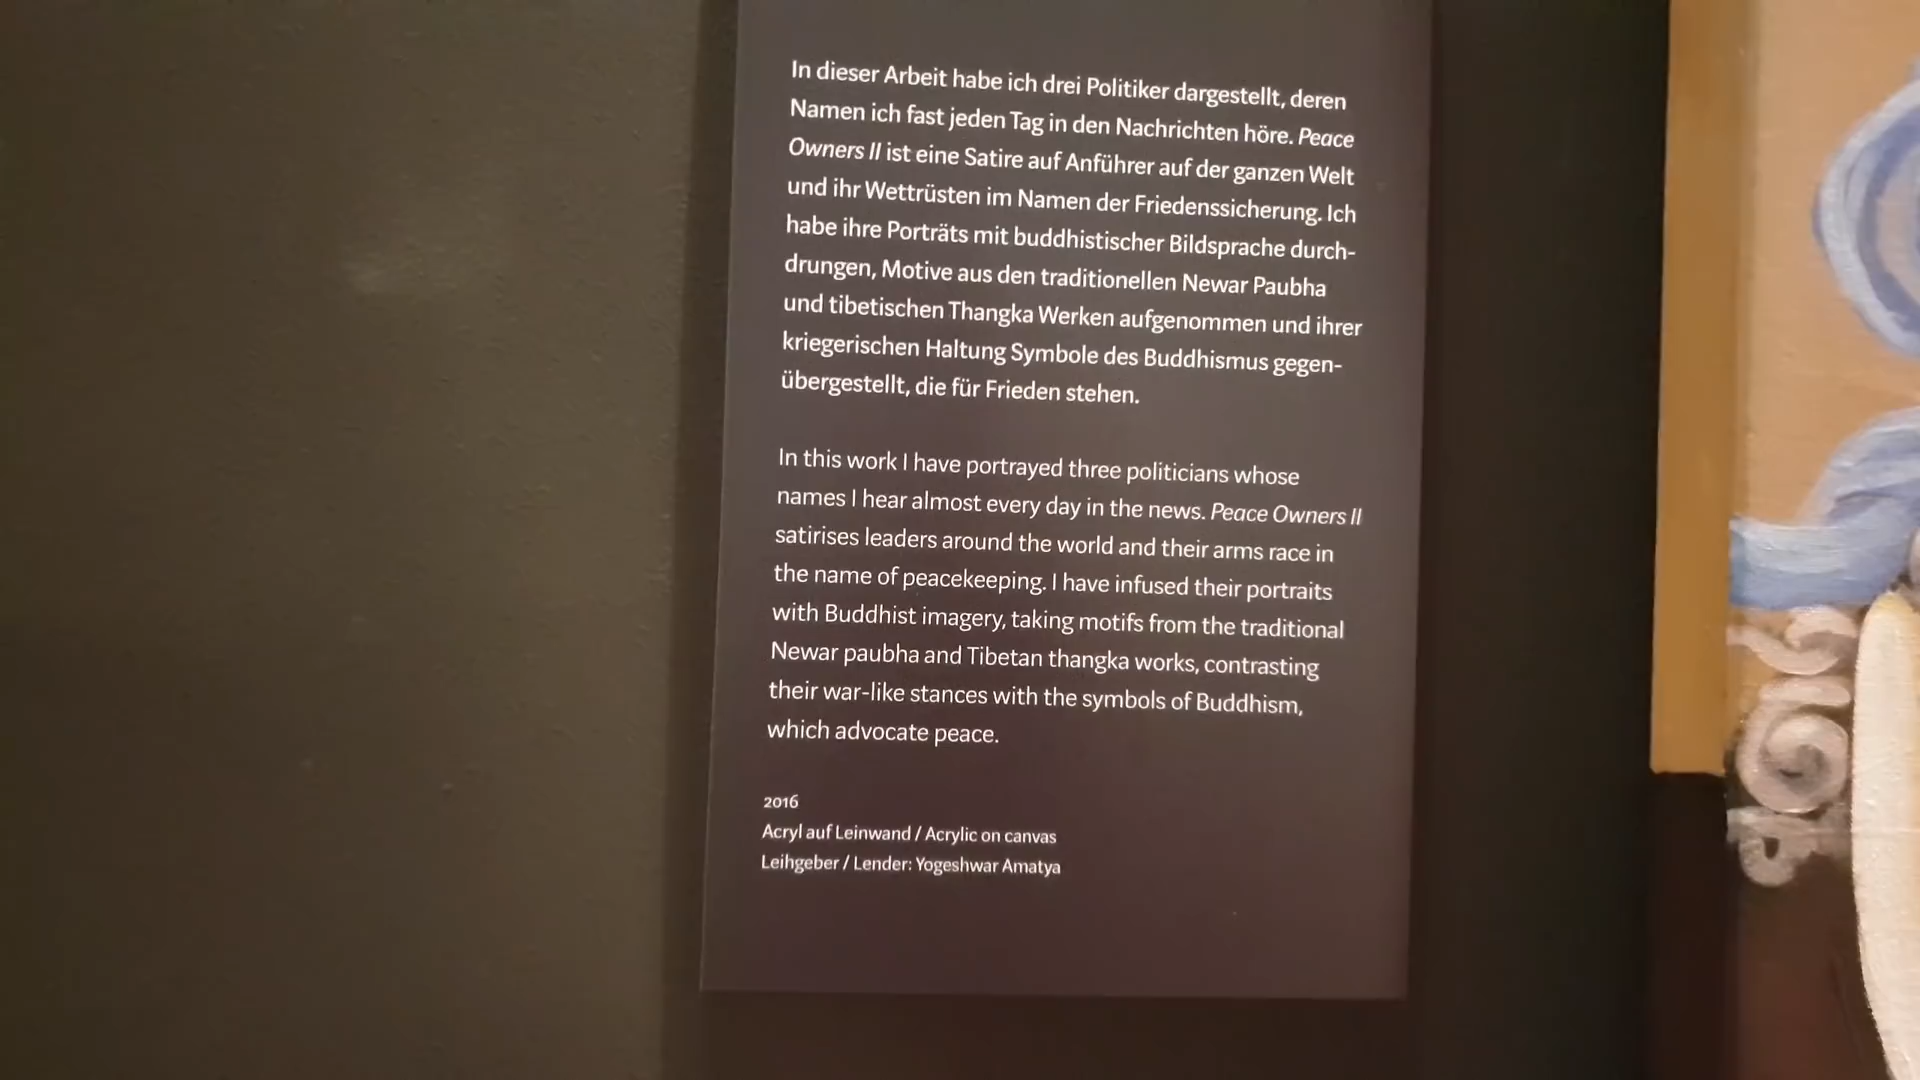 In dieser Arbeit habe ich drei Politiker dargestellt, deren
Namen ich fast jeden Tag in den Nachrichten höre. Peace
Owners II ist eine Satire auf Anführer auf der ganzen Welt
und ihr Wettrüsten im Namen der Friedenssicherung. Ich
habe ihre Porträts mit buddhistischer Bildsprache durch-
drungen, Motive aus den traditionellen Newar Paubha
und tibetischen Thangka Werken aufgenommen und ihrer
kriegerischen Haltung Symbole des Buddhismus gegen-
übergestellt, die für Frieden stehen.
In this work I have portrayed three politicians whose
names I hear almost every day in the news. Peace Owners II
satirises leaders around the world and their arms race in
the name of peacekeeping. I have infused their portraits
with Buddhist imagery, taking motifs from the traditional
Newar paubha and Tibetan thangka works, contrasting
their war-like stances with the symbols of Buddhism,
which advocate peace.
2016
Acryl auf Leinwand / Acrylic on canvas
Leihgeber / Lender: Yogeshwar Amatya